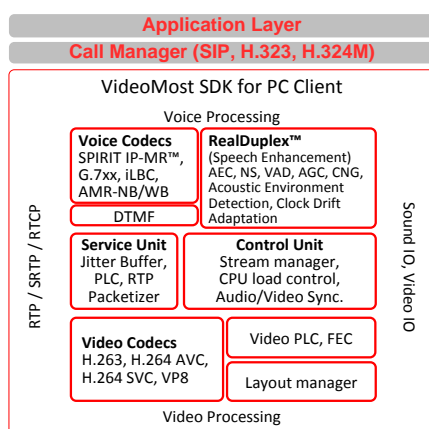 Application Layer
Call Manager (SIP, H.323, H.324M)
VideoMost SDK for PC Client
Voice Processing
Voice Codecs
SPIRIT IP-MR™,
G.7xx, iLBC,
AMR-NB/WB
DTMF
RealDuplex™
(Speech Enhancement)
AEC, NS, VAD, AGC, CNG,
Acoustic Environment
Detection, Clock Drift
Adaptation
RTP / SRTP / RTCP
Service Unit
Jitter Buffer,
PLC, RTP
Packetizer
Control Unit
Stream manager,
CPU load control,
Audio/Video Sync.
Sound IO, Video IO
Video Codecs
H.263, H.264 AVC,
H.264 SVC, VP8
Video PLC, FEC
Layout manager
Video Processing